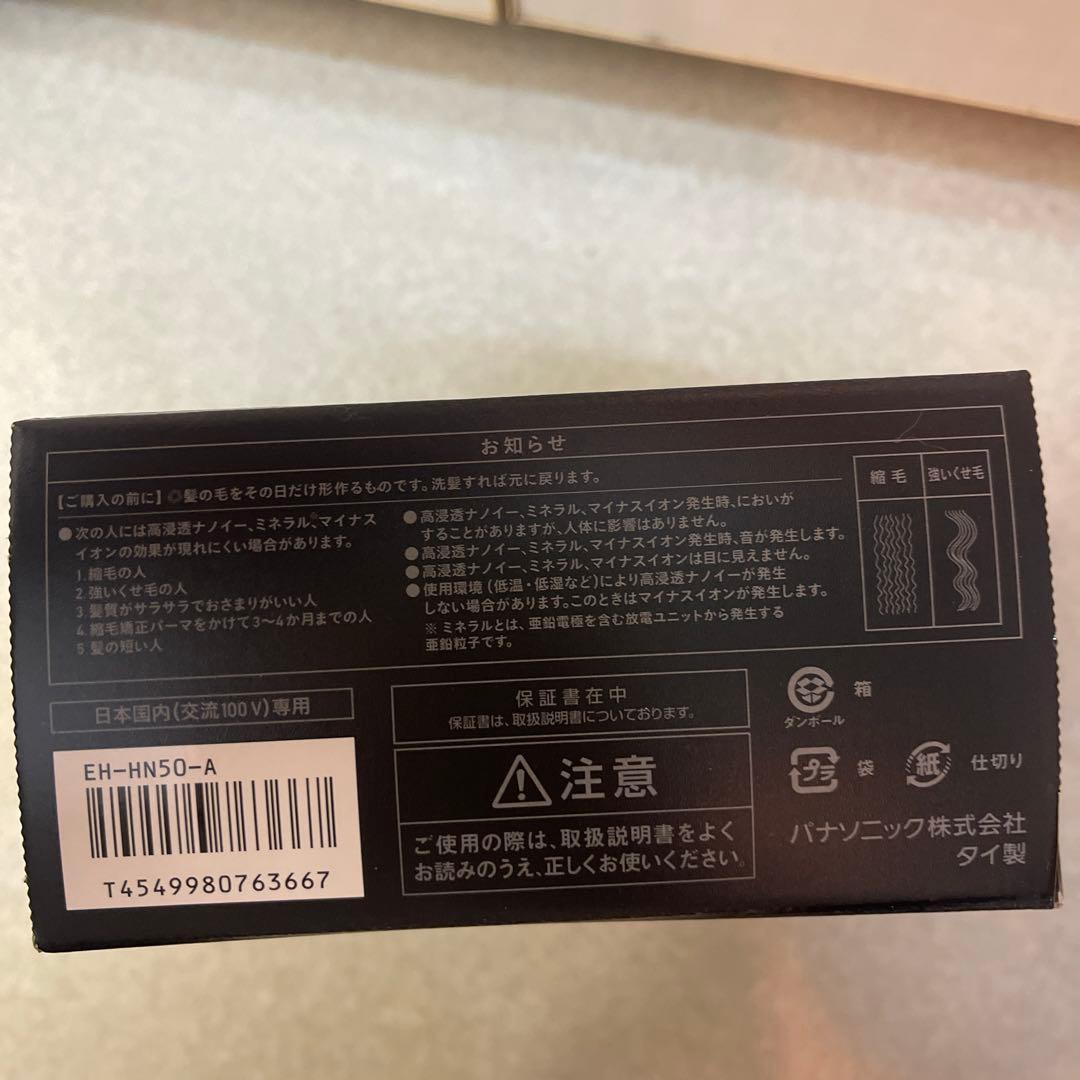 お知らせ
【ご購入の前に】◎髪の毛をその日だけ形作るものです。洗髪すれば元に戻ります。
●次の人には高浸透ナノイー、ミネラル、マイナス
イオンの効果が現れにくい場合があります。
1.縮毛の人
2.強いくせ毛の人
3.髪質がサラサラでおさまりがいい人
4.縮毛矯正パーマをかけて3〜4か月までの人
5.髪の短い人
●高浸透ナノイー、ミネラル、マイナスイオン発生時、においが
することがありますが、人体に影響はありません。
●高浸透ナノイー、ミネラル、マイナスイオン発生時、音が発生します。
●高浸透ナノイー、ミネラル、マイナスイオンは目に見えません。
●使用環境(低温・低湿など)により高浸透ナノイーが発生
しない場合があります。このときはマイナスイオンが発生します。
※ミネラルとは、亜鉛電極を含む放電ユニットから発生する
亜鉛粒子です。
縮毛 強いくせ毛
日本国内(交流100V)専用
EH-HN50-A
T4549980763667
保証書在中
保証書は、取扱説明書についております。
注意
ご使用の際は、取扱説明書をよく
お読みのうえ、正しくお使いください。
箱
ダンボール
プラ 袋 紙 仕切り
パナソニック株式会社
タイ製